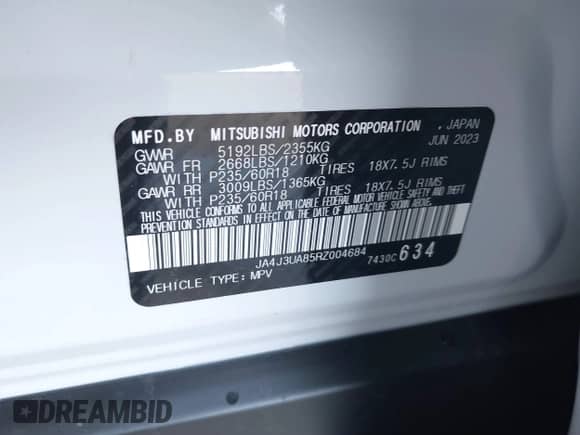 MFD.BY MITSUBISHI MOTORS CORPORATION , JAPAN
GVWR 5192LBS/2355KG JUN 2023
GAWR FR 2668LBS/1210KG
WITH P235/60R18 TIRES 18X7.5J RIMS
GAWR RR 3009LBS/1365KG
WITH P235/60R18 TIRES 18X7.5J RIMS
THIS VEHICLE CONFORMS TO ALL APPLICABLE FEDERAL MOTOR VEHICLE SAFETY AND THEFT
PREVENTION STANDARDS IN EFFECT ON THE DATE OF MANUFACTURE SHOWN ABOVE.
JA4J3UA85RZ004684 7430C 634
VEHICLE TYPE:MPV
DREAMBID